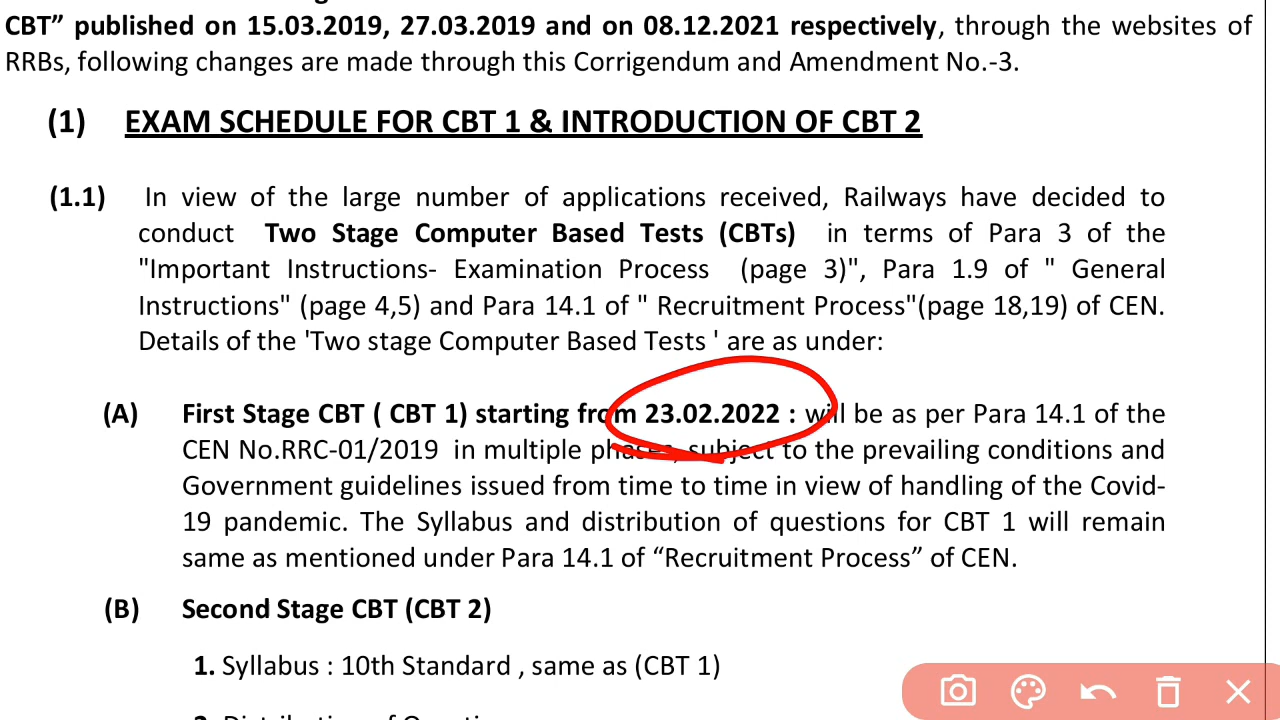 CBT” published on 15.03.2019, 27.03.2019 and on 08.12.2021 respectively, through the websites of
RRBs, following changes are made through this Corrigendum and Amendment No.-3.
(1) EXAM SCHEDULE FOR CBT 1 & INTRODUCTION OF CBT 2
(1.1) In view of the large number of applications received, Railways have decided to
conduct Two Stage Computer Based Tests (CBTs) in terms of Para 3 of the
"Important Instructions- Examination Process (page 3)", Para 1.9 of " General
Instructions" (page 4,5) and Para 14.1 of " Recruitment Process"(page 18,19) of CEN.
Details of the 'Two stage Computer Based Tests ' are as under:
(A) First Stage CBT ( CBT 1) starting from 23.02.2022 : will be as per Para 14.1 of the
CEN No.RRC-01/2019 in multiple phases, subject to the prevailing conditions and
Government guidelines issued from time to time in view of handling of the Covid-
19 pandemic. The Syllabus and distribution of questions for CBT 1 will remain
same as mentioned under Para 14.1 of “Recruitment Process” of CEN.
(B) Second Stage CBT (CBT 2)
1. Syllabus : 10th Standard , same as (CBT 1)